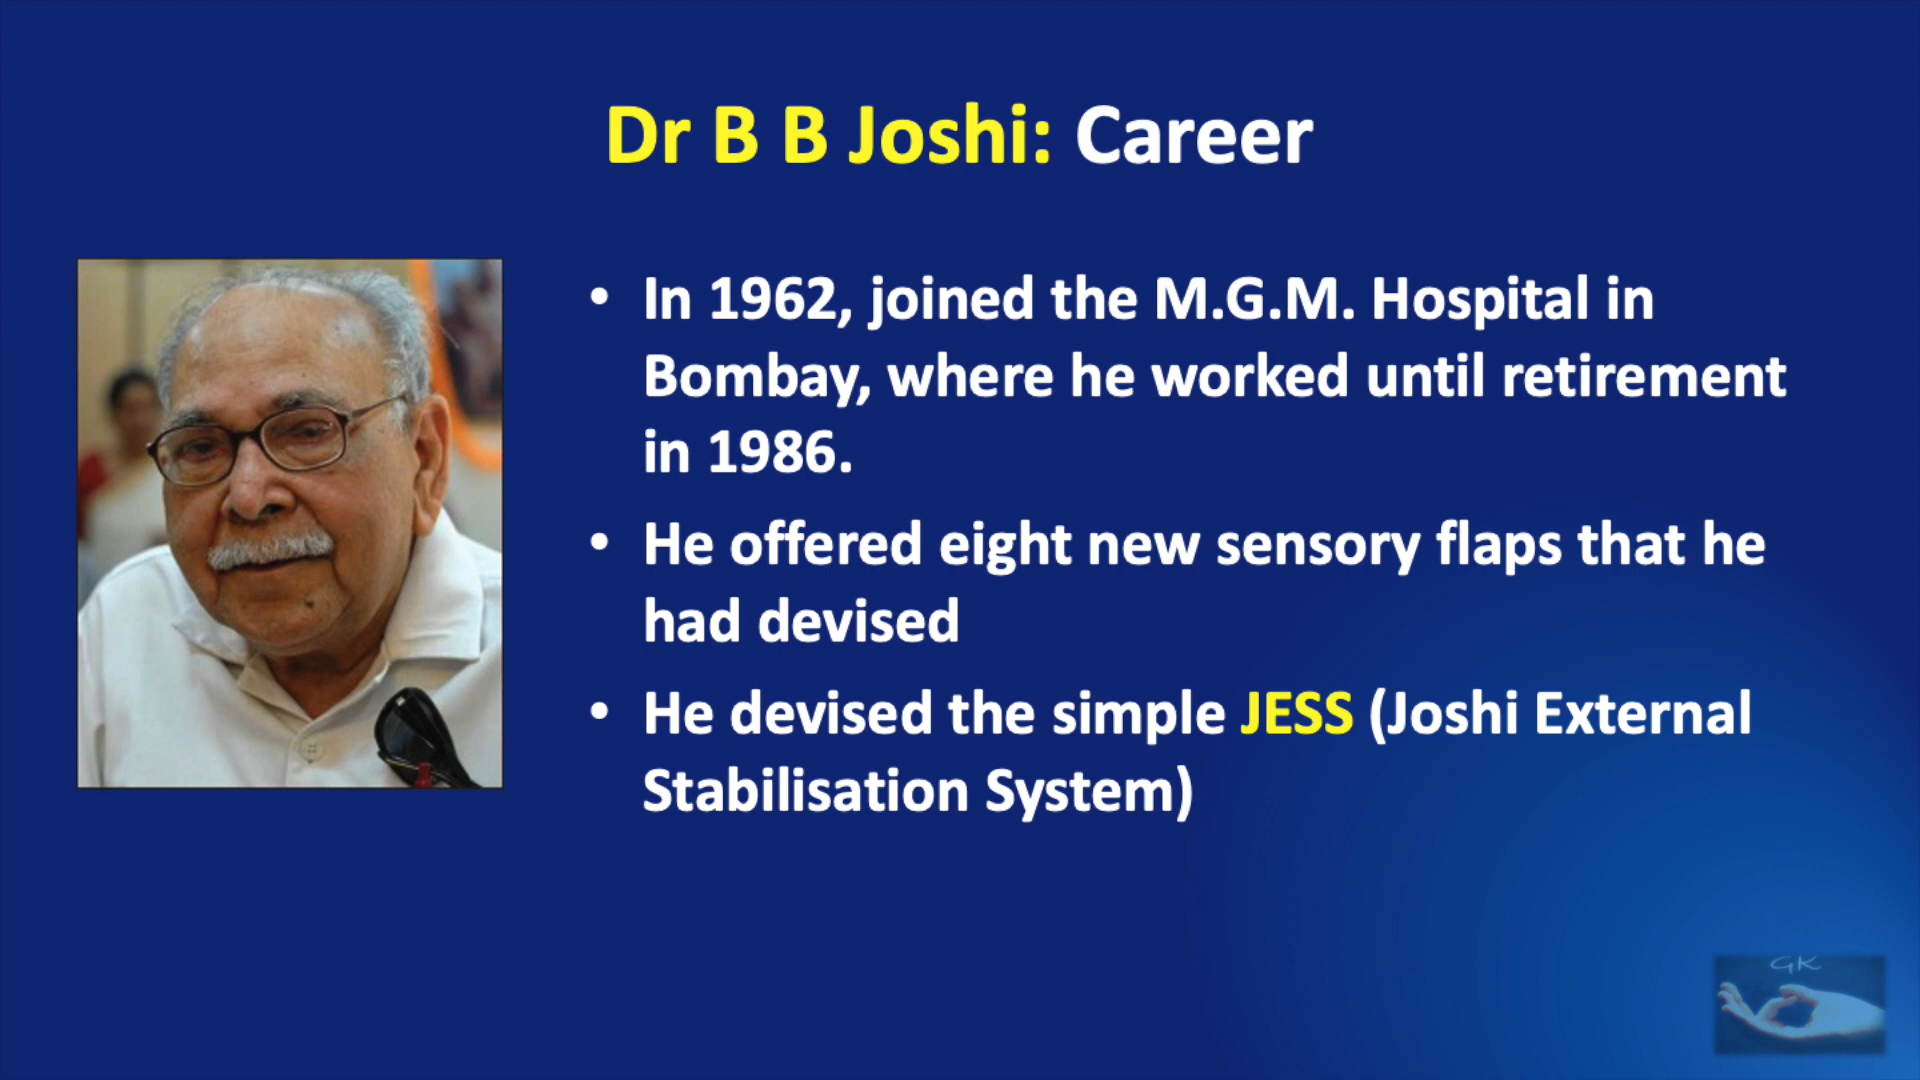 Dr B B Joshi: Career
• In 1962, joined the M.G.M. Hospital in
Bombay, where he worked until retirement
in 1986.
• He offered eight new sensory flaps that he
had devised
• He devised the simple JESS (Joshi External
Stabilisation System)
GK